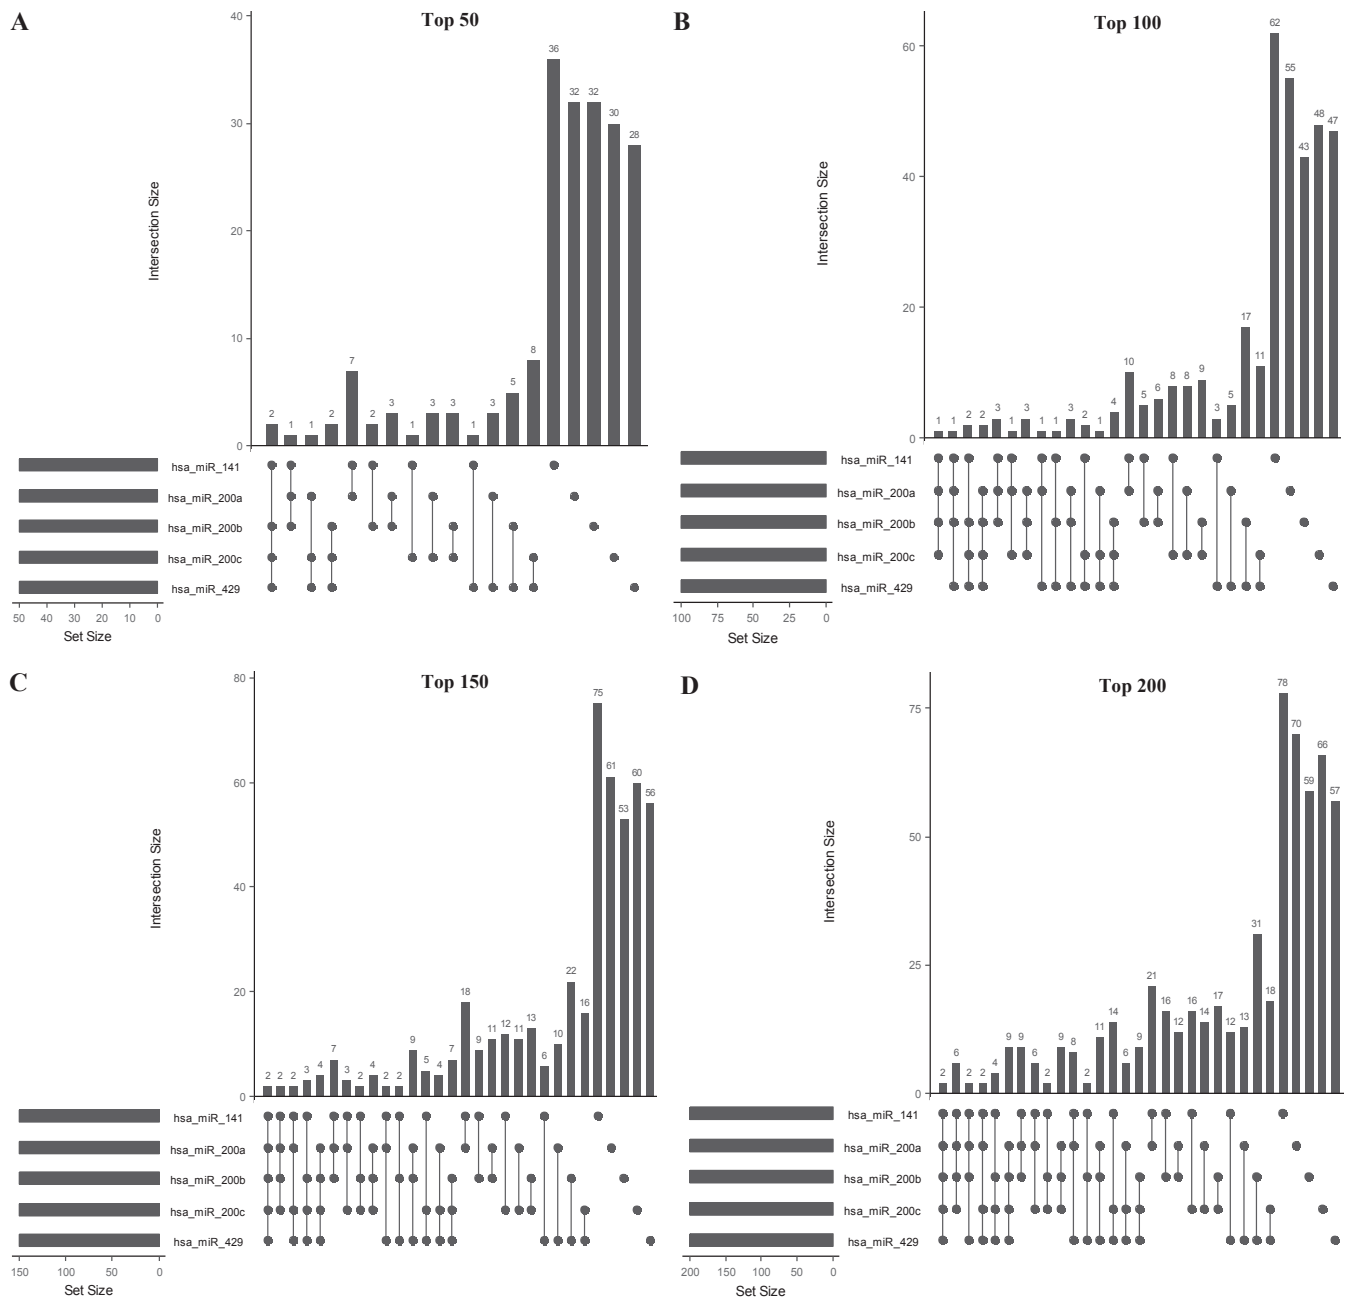 A
Top 50
40
30
20
10
0
Intersection Size
36 32 32 30 28
2 1 1 2 7 2 3 1 3 3 1 3 5 8
hsa_miR_141
hsa_miR_200a
hsa_miR_200b
hsa_miR_200c
hsa_miR_429
50 40 30 20 10 0
Set Size
B
Top 100
60
40
20
0
Intersection Size
62 55 43 48 47
1 1 2 2 3 1 3 1 1 3 2 1 4 10 5 6 8 8 9 3 5 17 11
hsa_miR_141
hsa_miR_200a
hsa_miR_200b
hsa_miR_200c
hsa_miR_429
100 75 50 25 0
Set Size
C
Top 150
80
60
40
20
0
Intersection Size
75 61 53 60 56
2 2 2 3 4 7 3 2 4 2 2 9 5 4 7 18 9 11 12 11 13 6 10 22 16
hsa_miR_141
hsa_miR_200a
hsa_miR_200b
hsa_miR_200c
hsa_miR_429
150 100 50 0
Set Size
D
Top 200
75
50
25
0
Intersection Size
78 70 59 66 57
2 6 2 2 4 9 9 6 2 9 8 2 11 14 6 9 21 16 12 16 14 17 12 13 31 18
hsa_miR_141
hsa_miR_200a
hsa_miR_200b
hsa_miR_200c
hsa_miR_429
200 150 100 50 0
Set Size